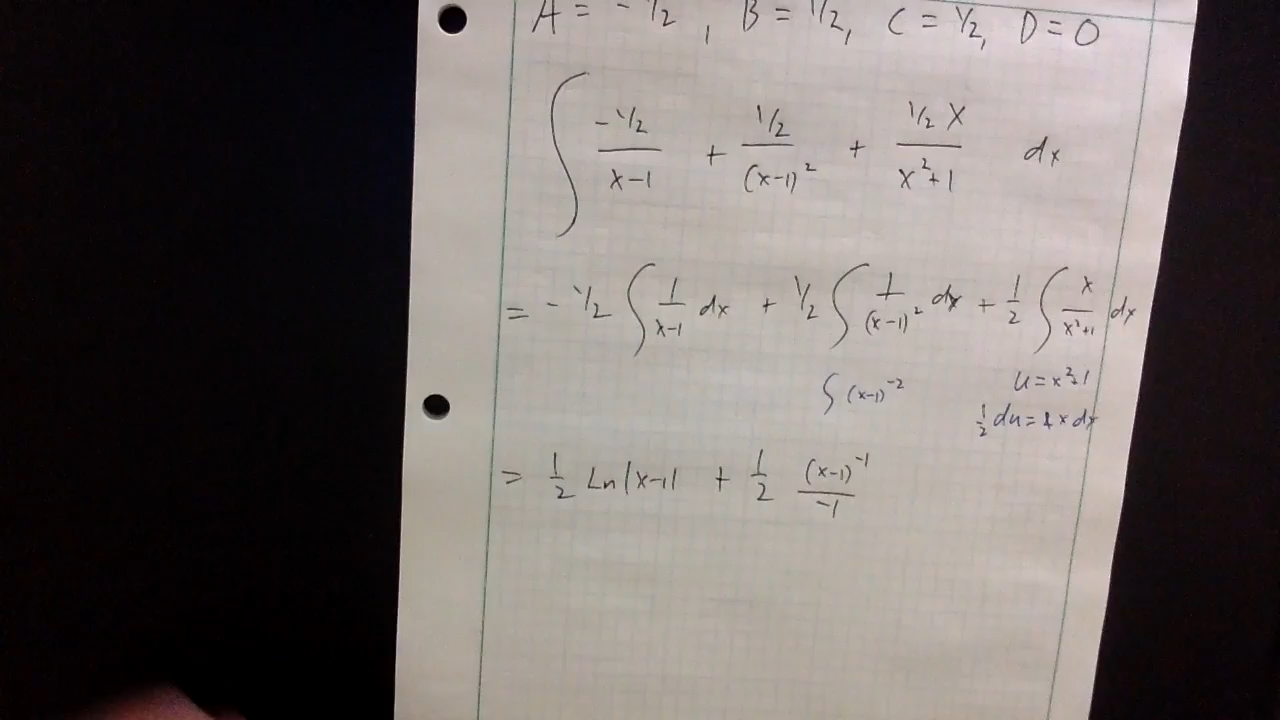 A = -1/2, B = 1/2, C = 1/2, D = 0
∫ (-1/2)/(x-1) + (1/2)/(x-1)² + (1/2 x)/(x²+1) dx
= -1/2 ∫ 1/(x-1) dx + 1/2 ∫ 1/(x-1)² dx + 1/2 ∫ x/(x²+1) dx
∫ (x-1)⁻² u = x²+1
1/2 du = x dx
= 1/2 Ln|x-1| + 1/2 (x-1)⁻¹/-1